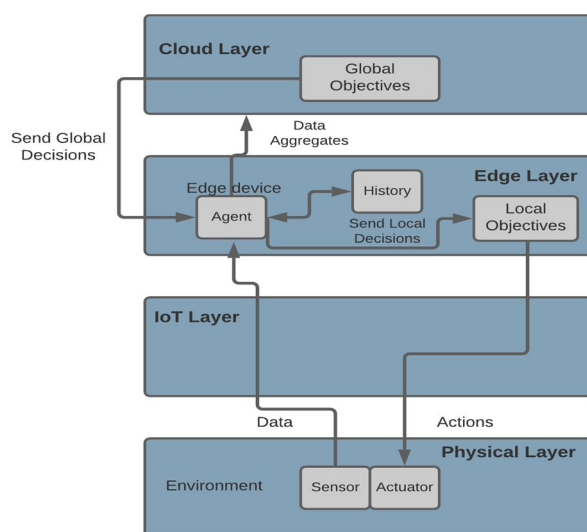 Cloud Layer
Global
Objectives
Send Global
Decisions
Data
Aggregates
Edge Layer
Edge device
Agent
History
Send Local
Decisions
Local
Objectives
IoT Layer
Data
Actions
Physical Layer
Environment
Sensor
Actuator